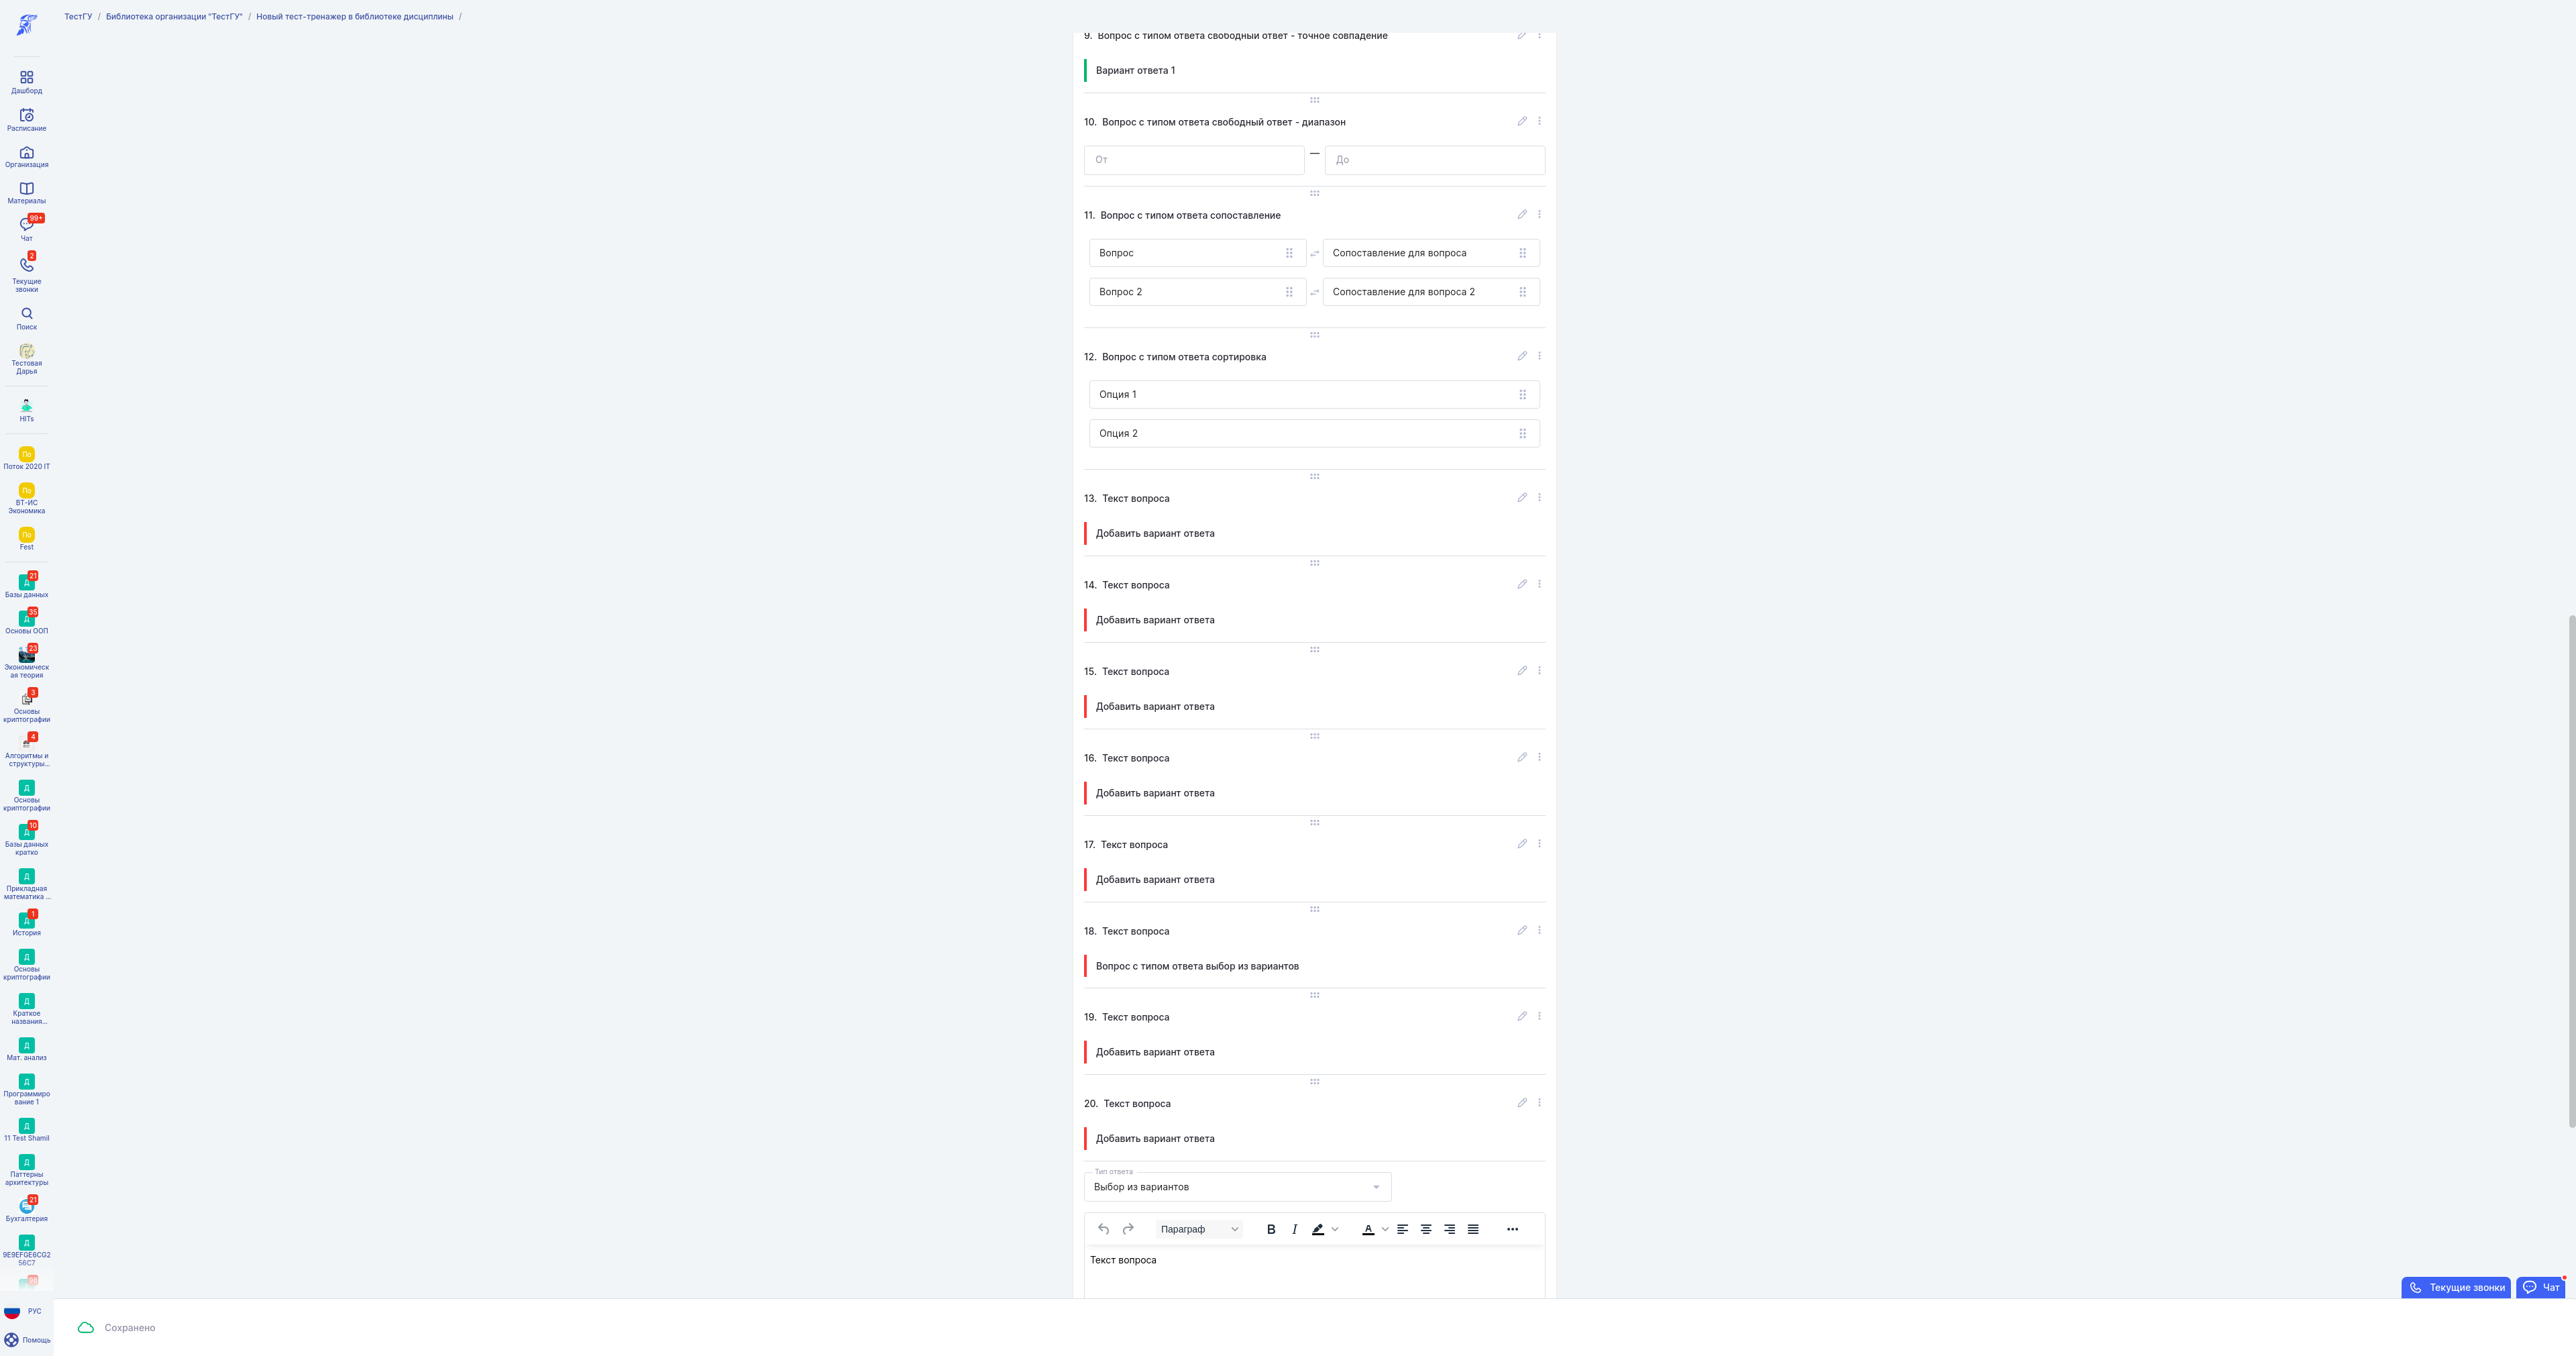 ТестГУ / Библиотека организации "ТестГУ" / Новый тест-тренажер в библиотеке дисциплины /
Дашборд
Расписание
Организация
Материалы
99+
Чат
2
Текущие
звонки
Поиск
Тестовая
Дарья
HITs
По
Поток 2020 IT
По
ВТ-ИС
Экономика
По
Fest
21
Д
Базы данных
35
Д
Основы ООП
23
Экономическ
ая теория
3
Основы
криптографии
4
Алгоритмы и
структуры...
Д
Основы
криптографии
10
Д
Базы данных
кратко
Д
Прикладная
математика ...
1
Д
История
Д
Основы
криптографии
Д
Краткое
названия...
Д
Мат. анализ
Д
Программиро
вание 1
Д
11 Test Shamil
Д
Паттерны
архитектуры
21
Бухгалтерия
Д
9E9EFGE6CG2
56C7
РУС
Помощь
9. Вопрос с типом ответа свободный ответ - точное совпадение
Вариант ответа 1
10. Вопрос с типом ответа свободный ответ - диапазон
От — До
11. Вопрос с типом ответа сопоставление
Вопрос Сопоставление для вопроса
Вопрос 2 Сопоставление для вопроса 2
12. Вопрос с типом ответа сортировка
Опция 1
Опция 2
13. Текст вопроса
Добавить вариант ответа
14. Текст вопроса
Добавить вариант ответа
15. Текст вопроса
Добавить вариант ответа
16. Текст вопроса
Добавить вариант ответа
17. Текст вопроса
Добавить вариант ответа
18. Текст вопроса
Вопрос с типом ответа выбор из вариантов
19. Текст вопроса
Добавить вариант ответа
20. Текст вопроса
Добавить вариант ответа
Тип ответа
Выбор из вариантов
Параграф B I A
Текст вопроса
Текущие звонки Чат
Сохранено